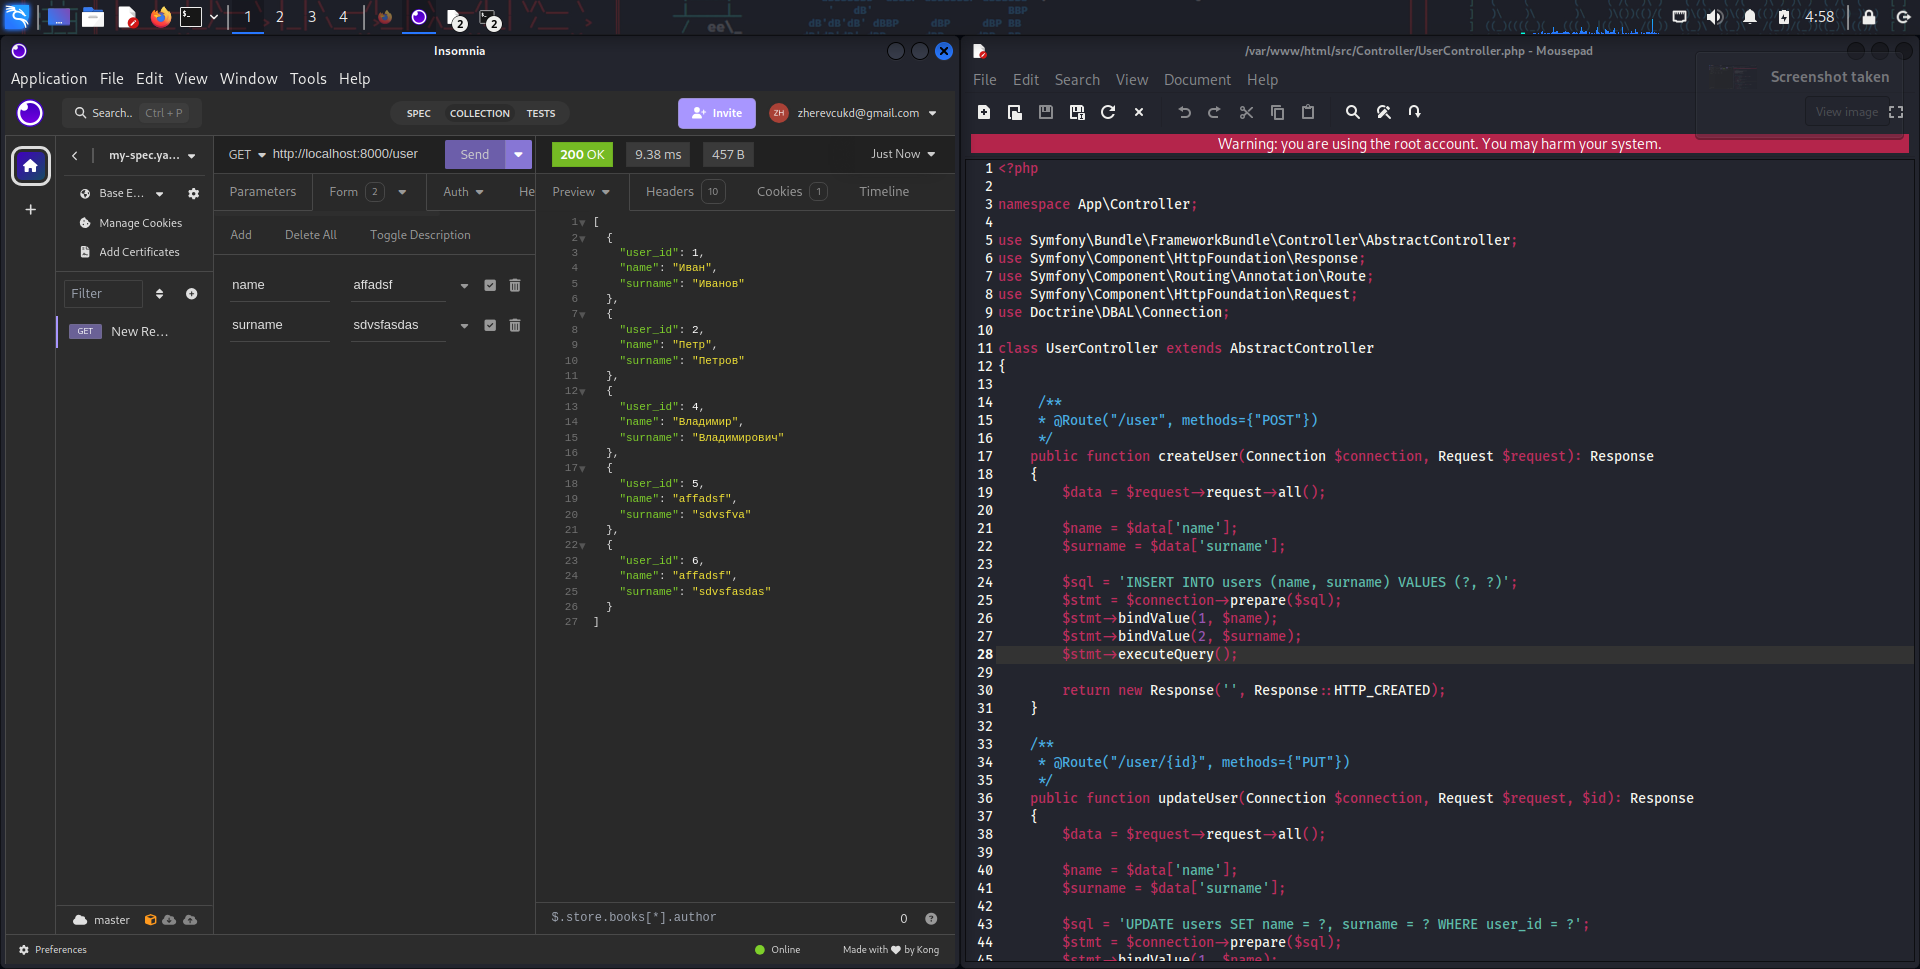 1 2 3 4 2 2 4:58
Insomnia
Application File Edit View Window Tools Help
Search.. Ctrl + P SPEC COLLECTION TESTS Invite ZH zherevcukd@gmail.com
my-spec.ya... GET http://localhost:8000/user Send 200 OK 9.38 ms 457 B Just Now
Base E... Parameters Form 2 Auth He Preview Headers 10 Cookies 1 Timeline
Manage Cookies
Add Certificates
Filter
GET New Re...
Add Delete All Toggle Description
name affadsf
surname sdvsfasdas
1 [
2 {
3 "user_id": 1,
4 "name": "Иван",
5 "surname": "Иванов"
6 },
7 {
8 "user_id": 2,
9 "name": "Петр",
10 "surname": "Петров"
11 },
12 {
13 "user_id": 4,
14 "name": "Владимир",
15 "surname": "Владимирович"
16 },
17 {
18 "user_id": 5,
19 "name": "affadsf",
20 "surname": "sdvsfva"
21 },
22 {
23 "user_id": 6,
24 "name": "affadsf",
25 "surname": "sdvsfasdas"
26 }
27 ]
master $.store.books[*].author 0
Preferences Online Made with ❤ by Kong
/var/www/html/src/Controller/UserController.php - Mousepad
File Edit Search View Document Help
Screenshot taken
View image
Warning: you are using the root account. You may harm your system.
1 <?php
2
3 namespace App\Controller;
4
5 use Symfony\Bundle\FrameworkBundle\Controller\AbstractController;
6 use Symfony\Component\HttpFoundation\Response;
7 use Symfony\Component\Routing\Annotation\Route;
8 use Symfony\Component\HttpFoundation\Request;
9 use Doctrine\DBAL\Connection;
10
11 class UserController extends AbstractController
12 {
13
14 /**
15 * @Route("/user", methods={"POST"})
16 */
17 public function createUser(Connection $connection, Request $request): Response
18 {
19 $data = $request->request->all();
20
21 $name = $data['name'];
22 $surname = $data['surname'];
23
24 $sql = 'INSERT INTO users (name, surname) VALUES (?, ?)';
25 $stmt = $connection->prepare($sql);
26 $stmt->bindValue(1, $name);
27 $stmt->bindValue(2, $surname);
28 $stmt->executeQuery();
29
30 return new Response('', Response::HTTP_CREATED);
31 }
32
33 /**
34 * @Route("/user/{id}", methods={"PUT"})
35 */
36 public function updateUser(Connection $connection, Request $request, $id): Response
37 {
38 $data = $request->request->all();
39
40 $name = $data['name'];
41 $surname = $data['surname'];
42
43 $sql = 'UPDATE users SET name = ?, surname = ? WHERE user_id = ?';
44 $stmt = $connection->prepare($sql);
45 $stmt->bindValue(1, $name);